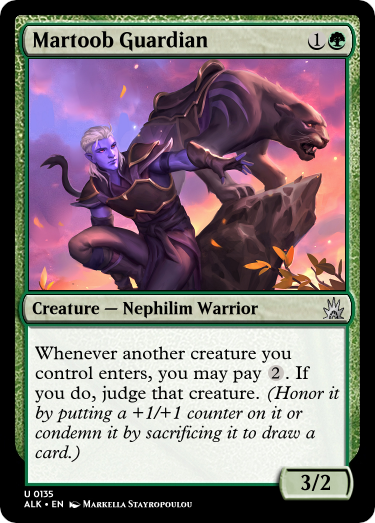 Martoob Guardian 1
Creature — Nephilim Warrior
Whenever another creature you
control enters, you may pay 2. If
you do, judge that creature. (Honor it
by putting a +1/+1 counter on it or
condemn it by sacrificing it to draw a
card.)
3/2
U 0135
ALK • EN Markella Stayropoulou